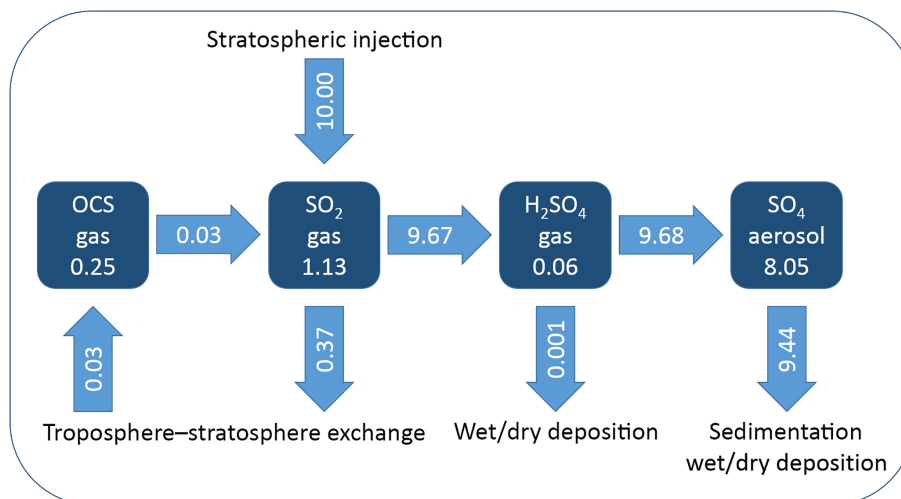 Stratospheric injection
10.00
OCS
gas
0.25
0.03
SO₂
gas
1.13
9.67
H₂SO₄
gas
0.06
9.68
SO₄
aerosol
8.05
0.03
0.37
0.001
9.44
Troposphere–stratosphere exchange
Wet/dry deposition
Sedimentation
wet/dry deposition